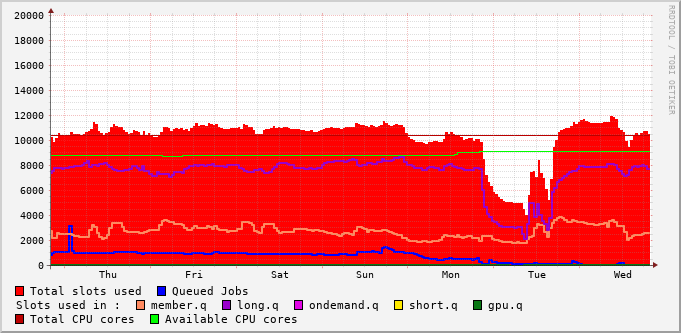 20000
18000
16000
14000
12000
10000
8000
6000
4000
2000
0
Thu Fri Sat Sun Mon Tue Wed
RRDTOOL / TOBI OETIKER
Total slots used Queued Jobs
Slots used in : member.q long.q ondemand.q short.q gpu.q
Total CPU cores Available CPU cores